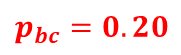 p_bc = 0.20